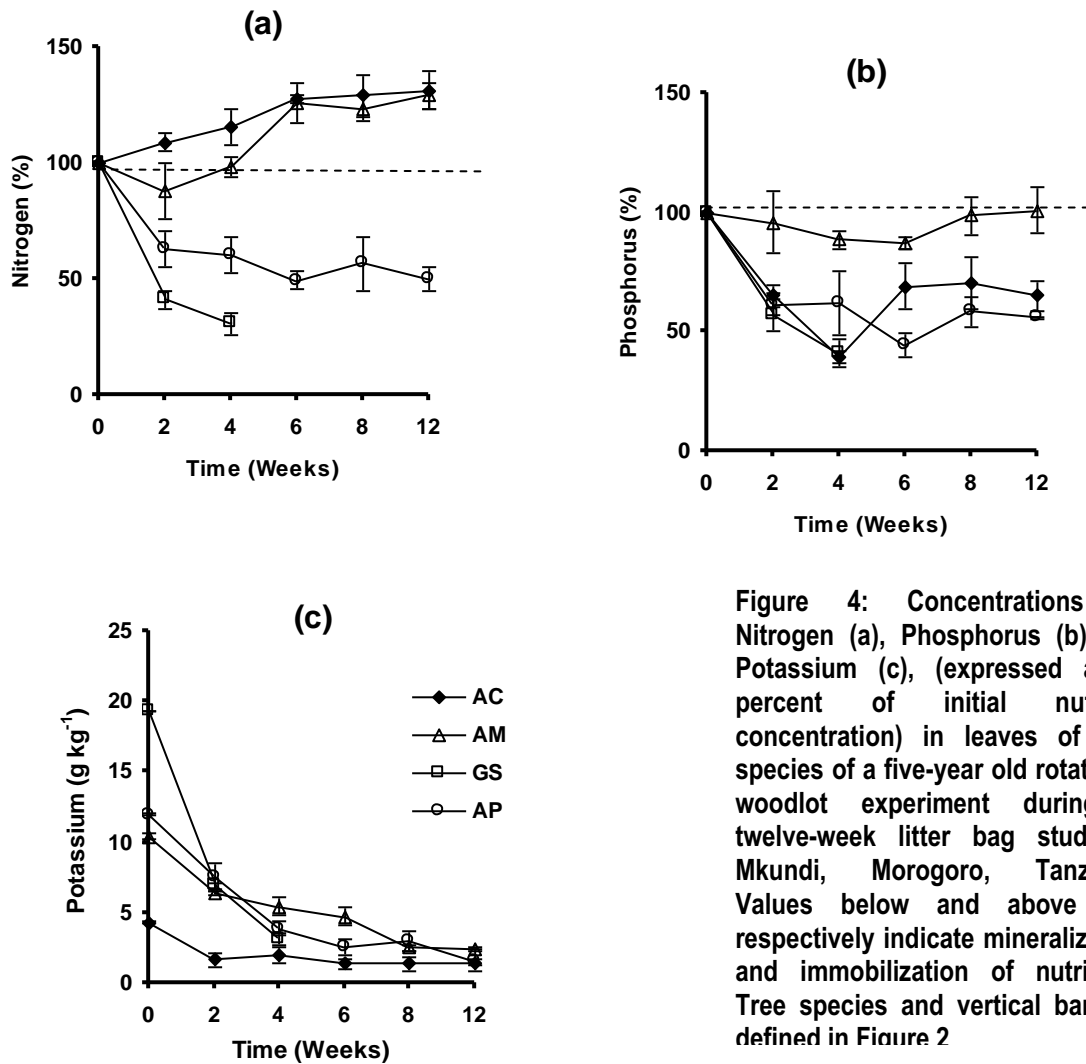 (a)
150
100
50
0
Nitrogen (%)
0 2 4 6 8 12
Time (Weeks)
(b)
150
100
50
0
Phosphorus (%)
0 2 4 6 8 12
Time (Weeks)
(c)
25
20
15
10
5
0
Potassium (g kg-1)
0 2 4 6 8 12
Time (Weeks)
AC
AM
GS
AP
Figure 4: Concentrations
Nitrogen (a), Phosphorus (b)
Potassium (c), (expressed
percent of initial nut
concentration) in leaves of
species of a five-year old rotat
woodlot experiment during
twelve-week litter bag stud
Mkundi, Morogoro, Tanz
Values below and above
respectively indicate mineraliz
and immobilization of nutri
Tree species and vertical bar
defined in Figure 2